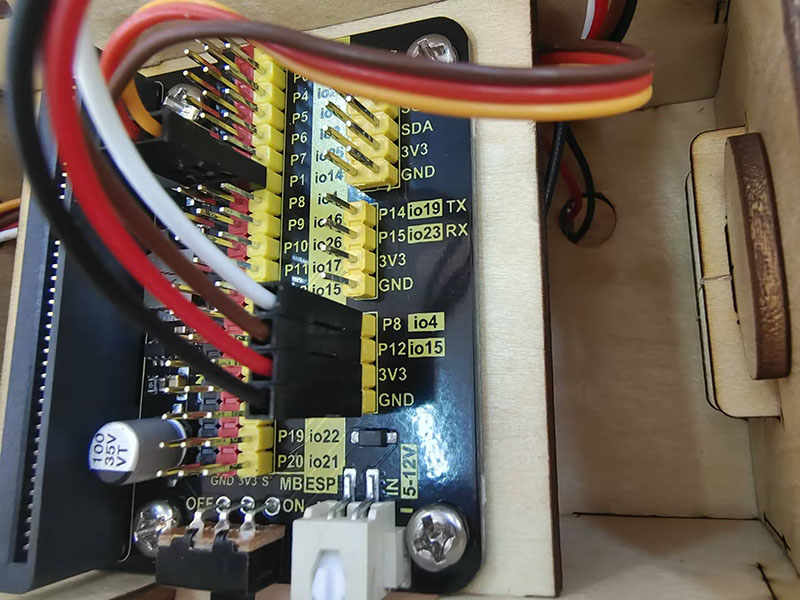 P4
P5
P6
P7
P1 io14
P8
P9 io16
P10 io26
P11 io17
io15
SDA
3V3
GND
P14 io19 TX
P15 io23 RX
3V3
GND
P8 io4
P12 io15
3V3
GND
P19 io22
P20 io21
GND 3V3 S
MB ESP
IN
5-12V
OFF
ON
100
35V
VT